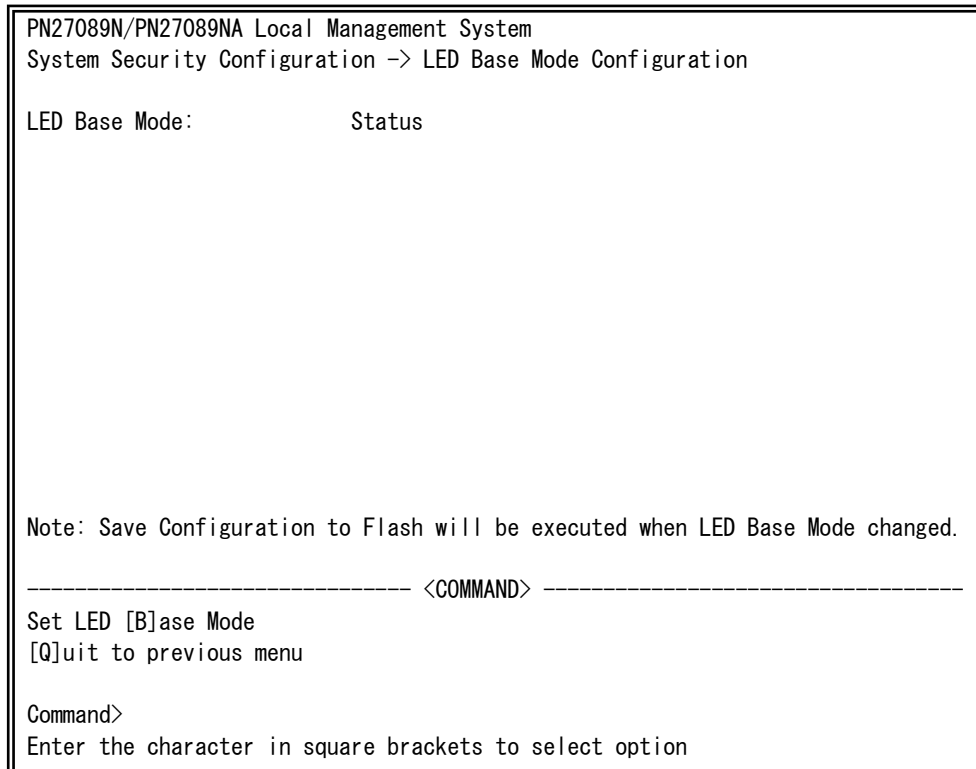 PN27089N/PN27089NA Local Management System
System Security Configuration -> LED Base Mode Configuration
LED Base Mode: Status
Note: Save Configuration to Flash will be executed when LED Base Mode changed.
-------------------------------- <COMMAND> -----------------------------------
Set LED [B]ase Mode
[Q]uit to previous menu
Command>
Enter the character in square brackets to select option